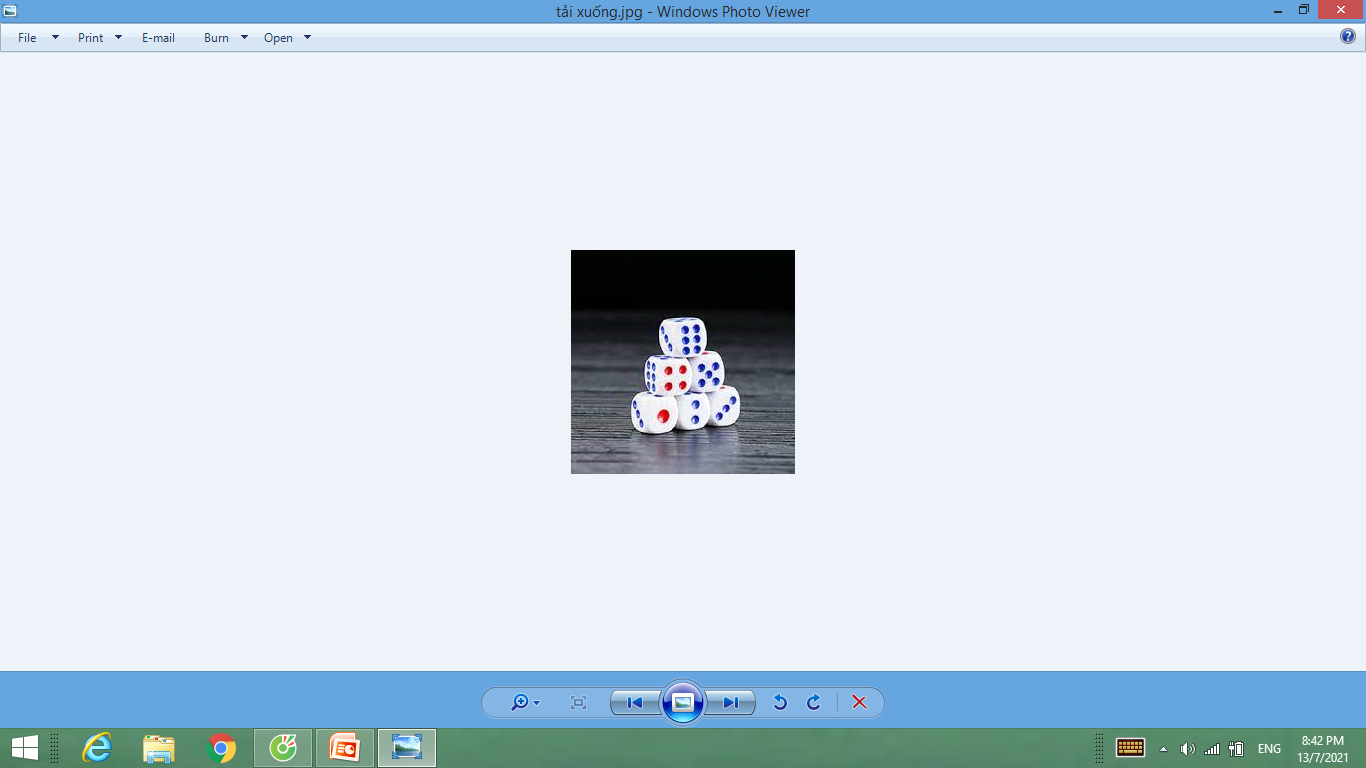 tải xuống.jpg - Windows Photo Viewer
File Print E-mail Burn Open
ENG
8:42 PM
13/7/2021